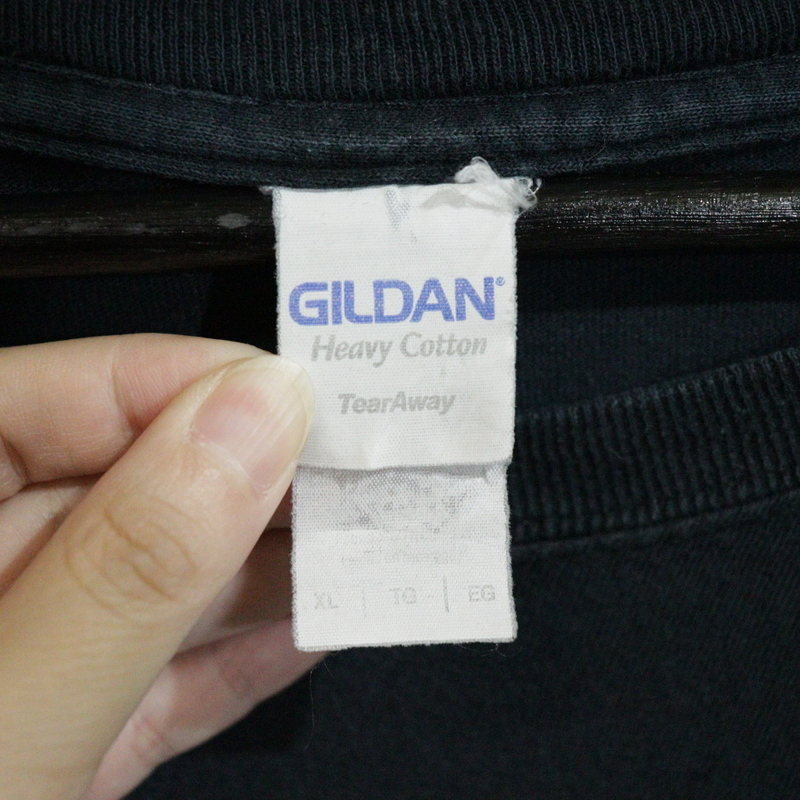 GILDAN®
Heavy Cotton
TearAway
XL | TG | EG